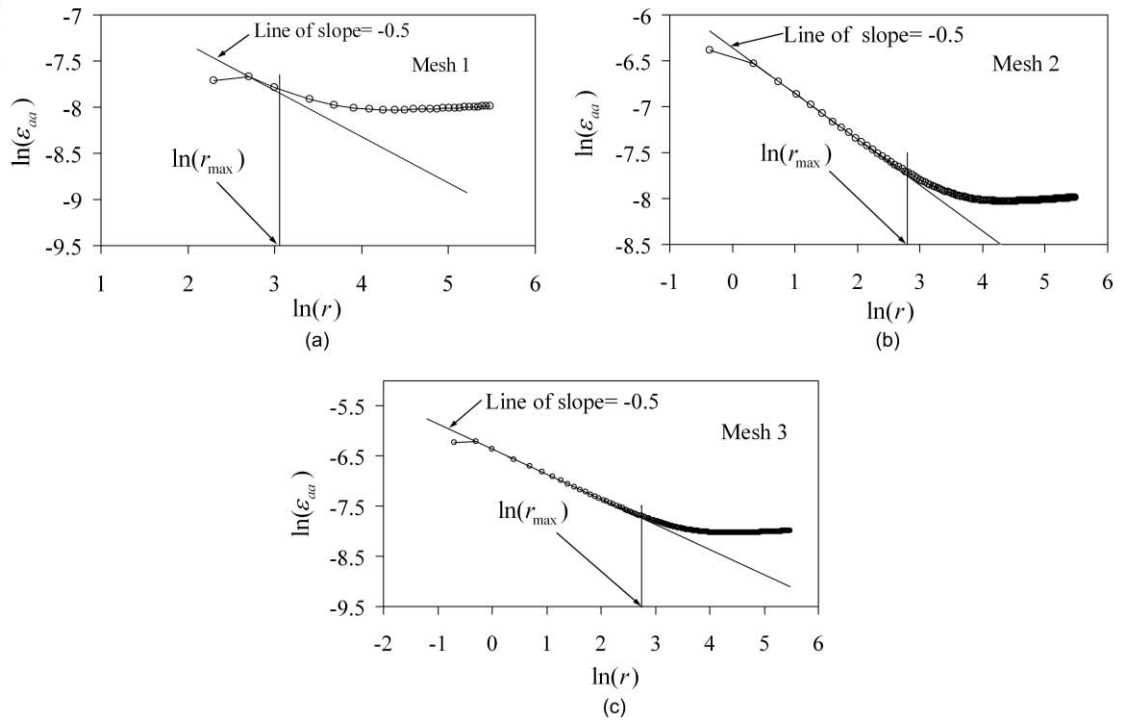 -7
Line of slope= -0.5
Mesh 1
-7.5
-8
-8.5
-9
-9.5
ln(ε_aa)
ln(r_max)
1 2 3 4 5 6
ln(r)
(a)
-6
Line of slope= -0.5
Mesh 2
-6.5
-7
-7.5
-8
-8.5
ln(ε_aa)
ln(r_max)
-1 0 1 2 3 4 5 6
ln(r)
(b)
-5.5
Line of slope= -0.5
Mesh 3
-6.5
-7.5
-8.5
-9.5
ln(ε_aa)
ln(r_max)
-2 -1 0 1 2 3 4 5 6
ln(r)
(c)